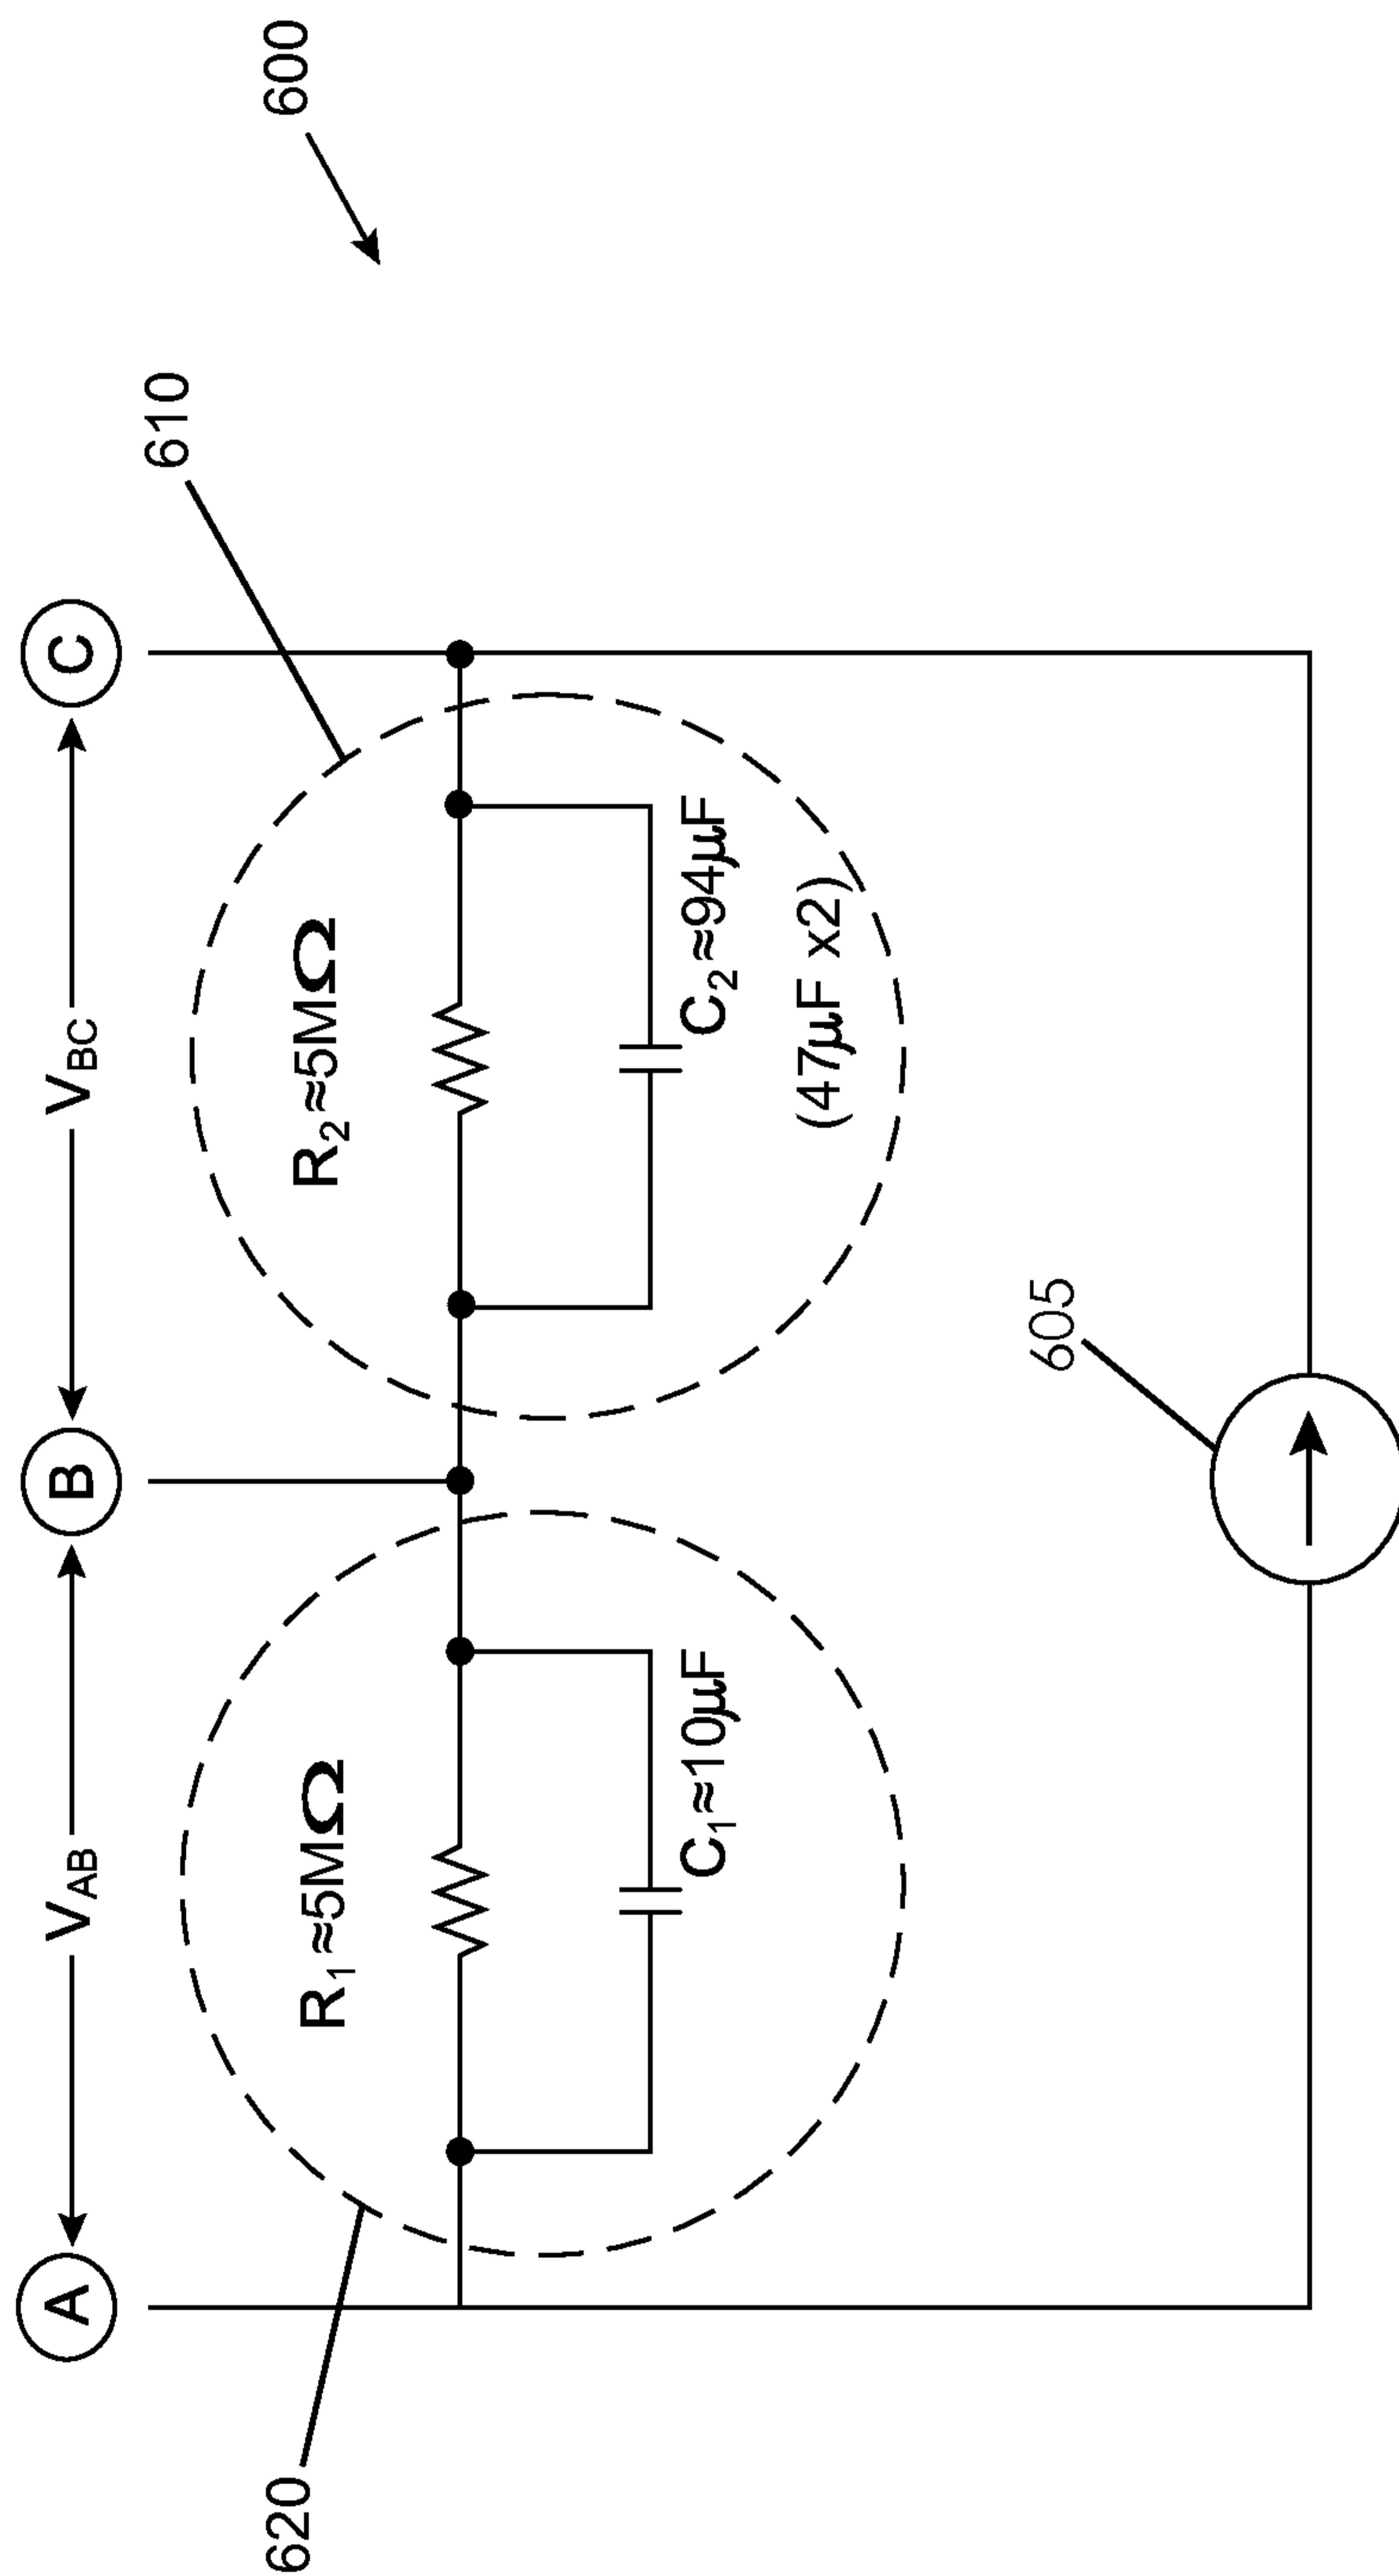 600
610
620
A
V_AB
B
V_BC
C
R₁≈5MΩ
C₁≈10µF
R₂≈5MΩ
C₂≈94µF
(47µF x2)
605